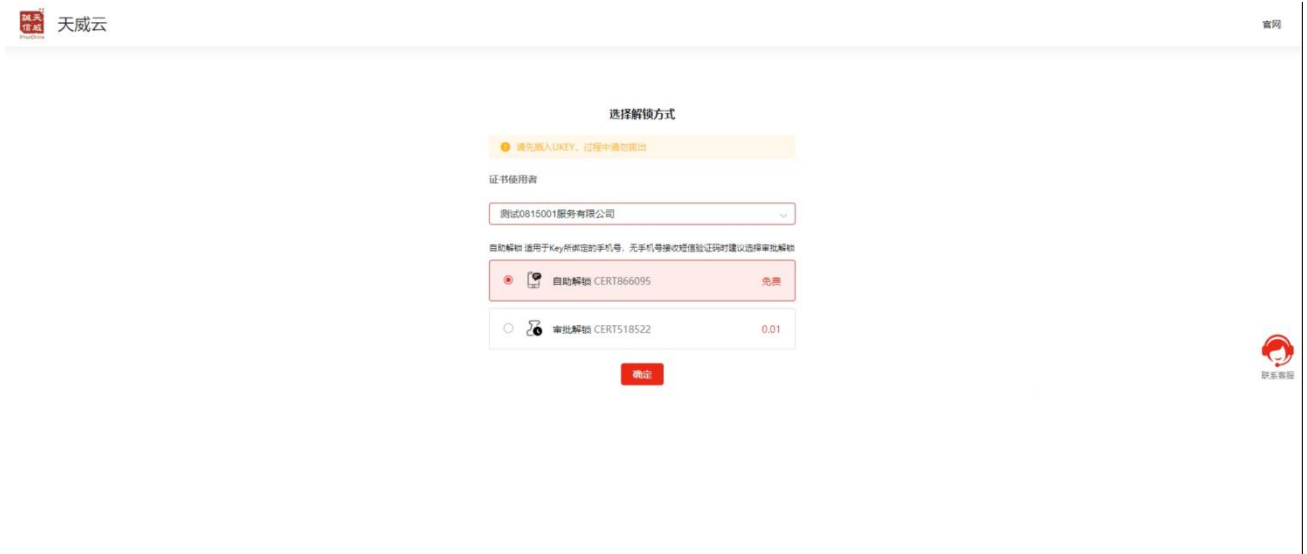 天威云
官网
选择解锁方式
请先插入UKEY，过程中请勿拔出
证书使用者
测试0815001服务有限公司
自助解锁 适用于Key所绑定的手机号，无手机号接收短信验证码时建议选择审批解锁
自助解锁 CERT866095 免费
审批解锁 CERT518522 0.01
确定
联系客服